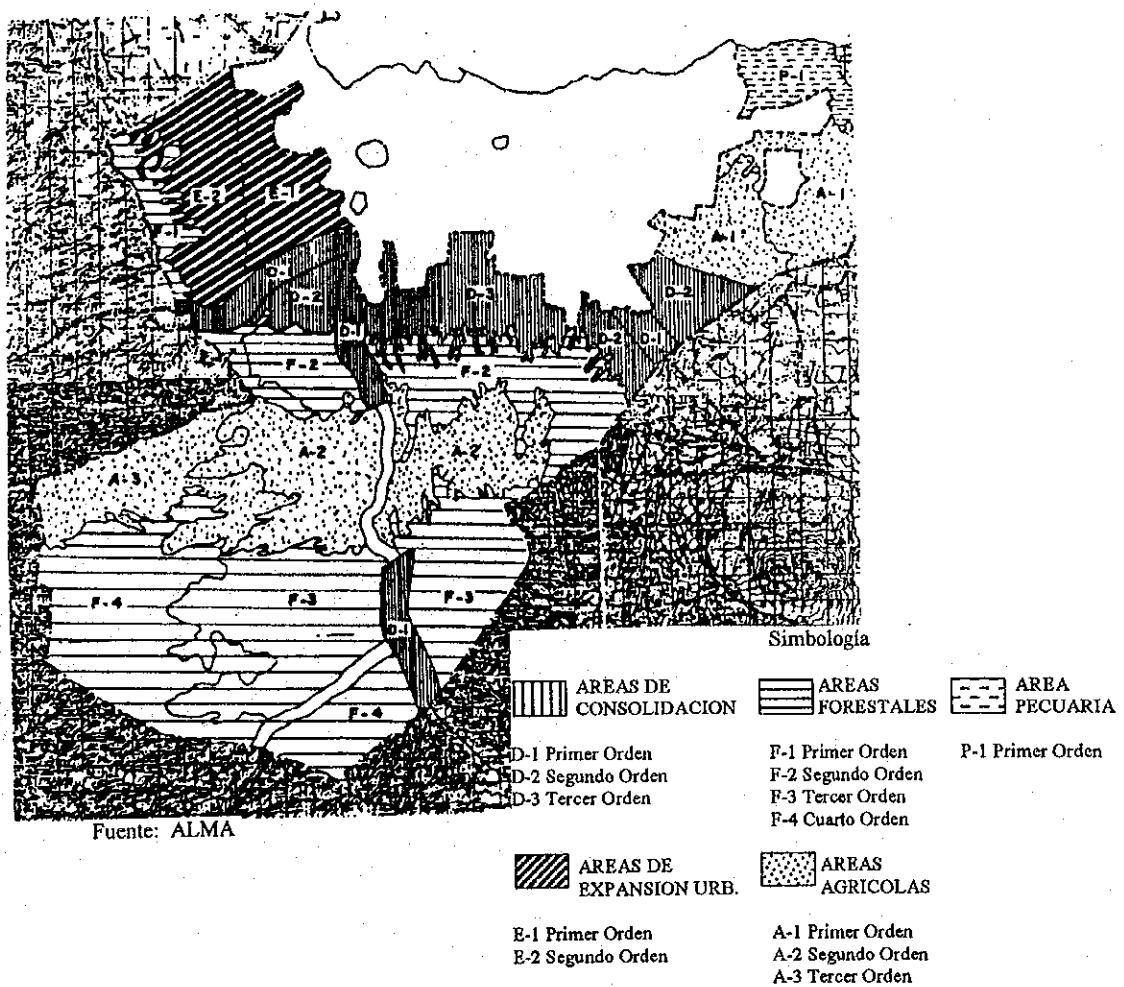 P-1
A-1
E-2
E-1
A-1
F-1
D-1
D-2
D-3
D-2
D-1
D-2
D-1
F-2
F-2
A-2
A-2
A-3
F-4
F-3
F-3
D-1
F-4
Simbología
AREAS DE CONSOLIDACION
D-1 Primer Orden
D-2 Segundo Orden
D-3 Tercer Orden
AREAS FORESTALES
F-1 Primer Orden
F-2 Segundo Orden
F-3 Tercer Orden
F-4 Cuarto Orden
AREA PECUARIA
P-1 Primer Orden
Fuente: ALMA
AREAS DE EXPANSION URB.
E-1 Primer Orden
E-2 Segundo Orden
AREAS AGRICOLAS
A-1 Primer Orden
A-2 Segundo Orden
A-3 Tercer Orden